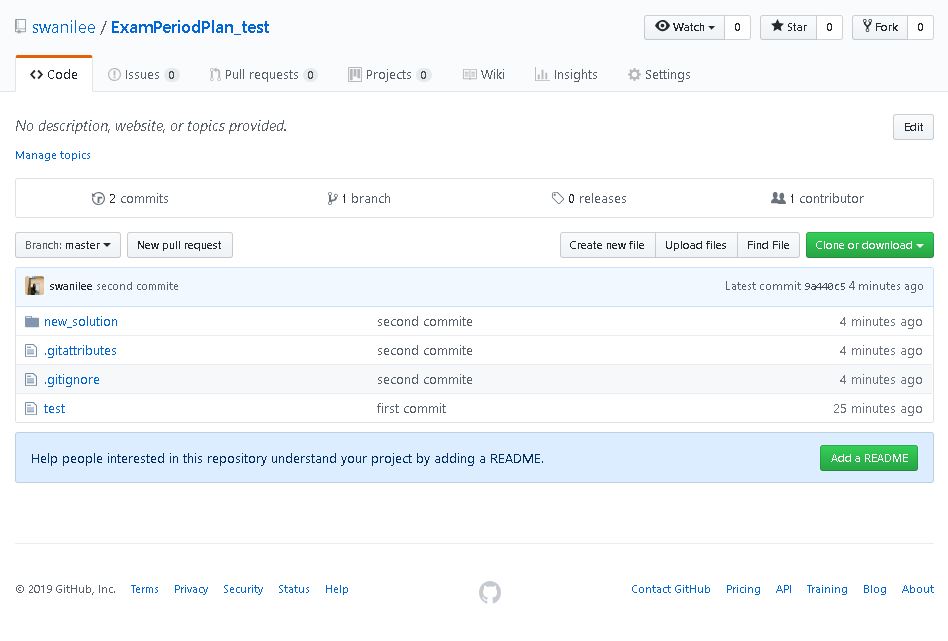 swanilee / ExamPeriodPlan_test
Watch 0 Star 0 Fork 0
Code Issues 0 Pull requests 0 Projects 0 Wiki Insights Settings
No description, website, or topics provided. Edit
Manage topics
2 commits 1 branch 0 releases 1 contributor
Branch: master New pull request Create new file Upload files Find File Clone or download
swanilee second commite Latest commit 9a440c5 4 minutes ago
new_solution second commite 4 minutes ago
.gitattributes second commite 4 minutes ago
.gitignore second commite 4 minutes ago
test first commit 25 minutes ago
Help people interested in this repository understand your project by adding a README. Add a README
© 2019 GitHub, Inc. Terms Privacy Security Status Help Contact GitHub Pricing API Training Blog About